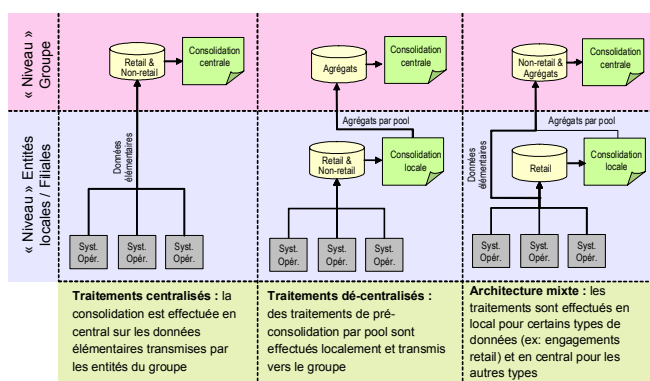 « Niveau »
Groupe
Retail &
Non-retail
Consolidation
centrale
Agrégats
Consolidation
centrale
Non-retail &
Agrégats
Consolidation
centrale
« Niveau » Entités
locales / Filiales
Données
élémentaires
Syst.
Opér.
Syst.
Opér.
Syst.
Opér.
Agrégats par pool
Retail &
Non-retail
Consolidation
locale
Syst.
Opér.
Syst.
Opér.
Syst.
Opér.
Agrégats par pool
Données
élémentaires
Retail
Consolidation
locale
Syst.
Opér.
Syst.
Opér.
Syst.
Opér.
Traitements centralisés : la
consolidation est effectuée en
central sur les données
élémentaires transmises par
les entités du groupe
Traitements dé-centralisés :
des traitements de pré-
consolidation par pool sont
effectués localement et transmis
vers le groupe
Architecture mixte : les
traitements sont effectués en
local pour certains types de
données (ex: engagements
retail) et en central pour les
autres types